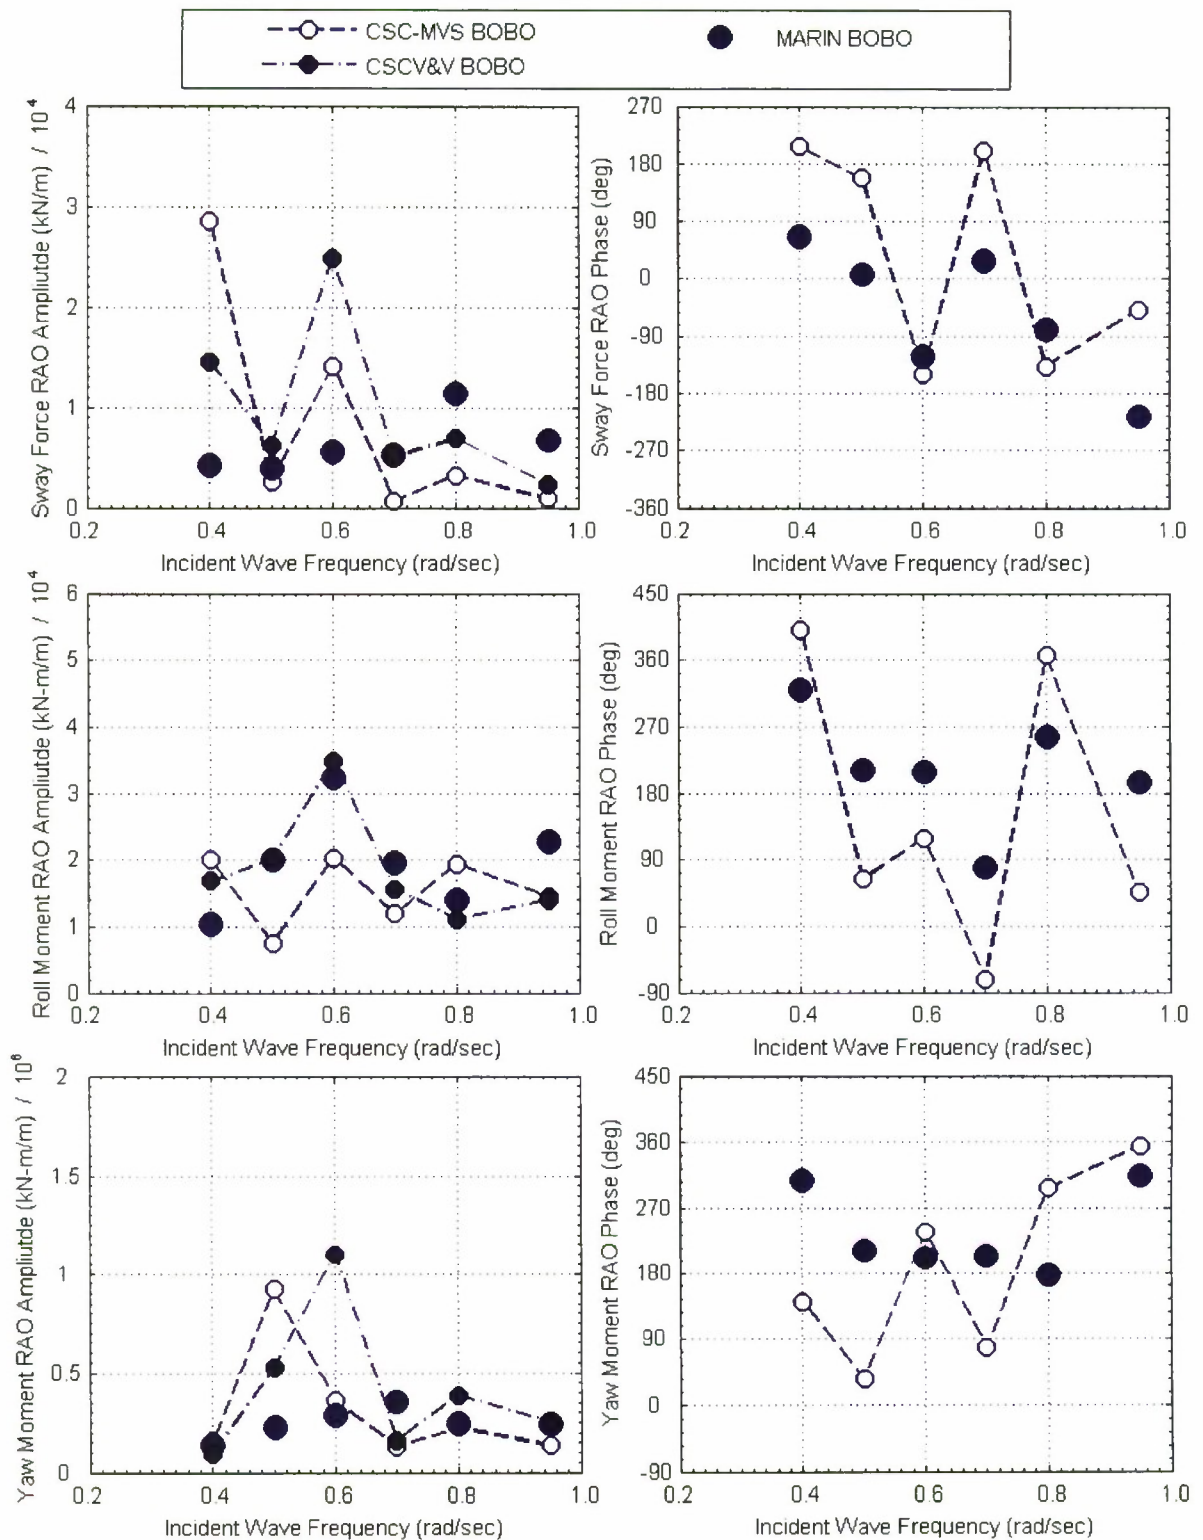 CSC-MVS BOBO
MARIN BOBO
CSCV&V BOBO
Sway Force RAO Ampliutde (kN/m) / 10⁴
4
3
2
1
0
0.2 0.4 0.6 0.8 1.0
Incident Wave Frequency (rad/sec)
Sway Force RAO Phase (deg)
270
180
90
0
-90
-180
-270
-360
0.2 0.4 0.6 0.8 1.0
Incident Wave Frequency (rad/sec)
Roll Moment RAO Ampliutde (kN-m/m) / 10⁴
6
5
4
3
2
1
0
0.2 0.4 0.6 0.8 1.0
Incident Wave Frequency (rad/sec)
Roll Moment RAO Phase (deg)
450
360
270
180
90
0
-90
0.2 0.4 0.6 0.8 1.0
Incident Wave Frequency (rad/sec)
Yaw Moment RAO Ampliutde (kN-m/m) / 10⁶
2
1.5
1
0.5
0
0.2 0.4 0.6 0.8 1.0
Incident Wave Frequency (rad/sec)
Yaw Moment RAO Phase (deg)
450
360
270
180
90
0
-90
0.2 0.4 0.6 0.8 1.0
Incident Wave Frequency (rad/sec)